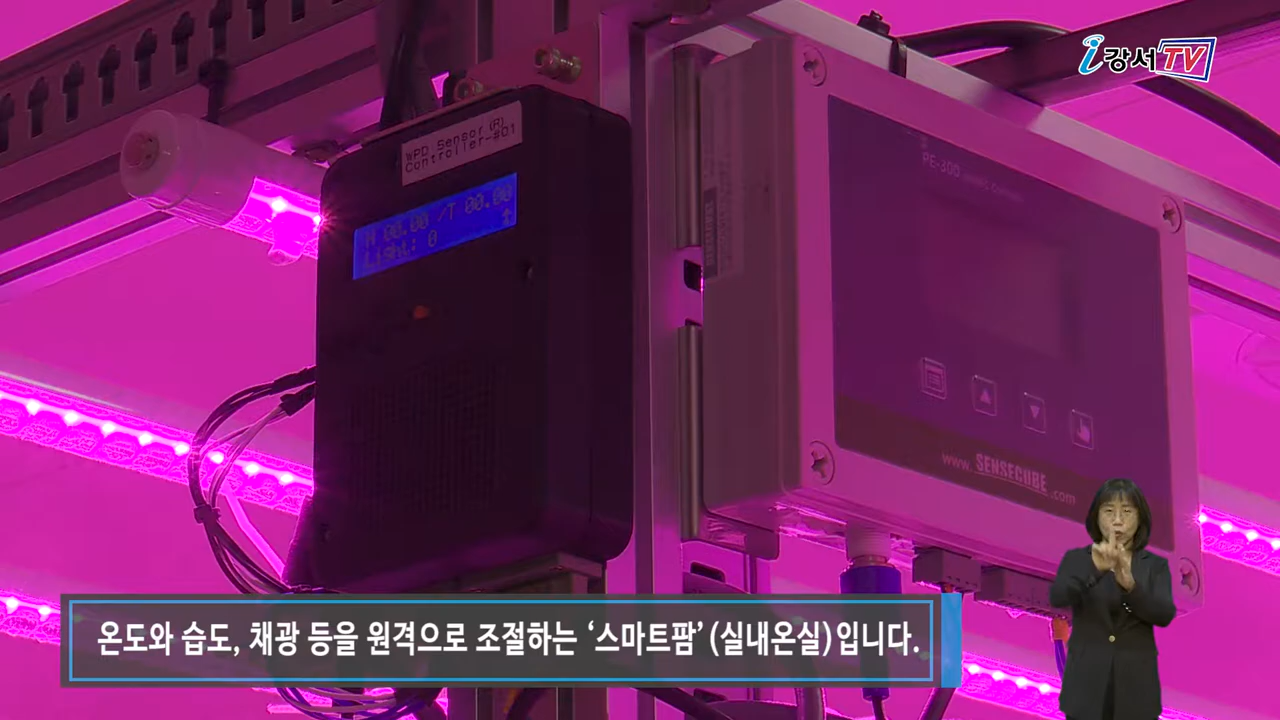 i강서TV
WPD Sensor(R)
Controller-#01
H 00.00 /T 00.00
Light: 0
PE-300
www.SENSECUBE.com
온도와 습도, 채광 등을 원격으로 조절하는 ‘스마트팜’(실내온실)입니다.